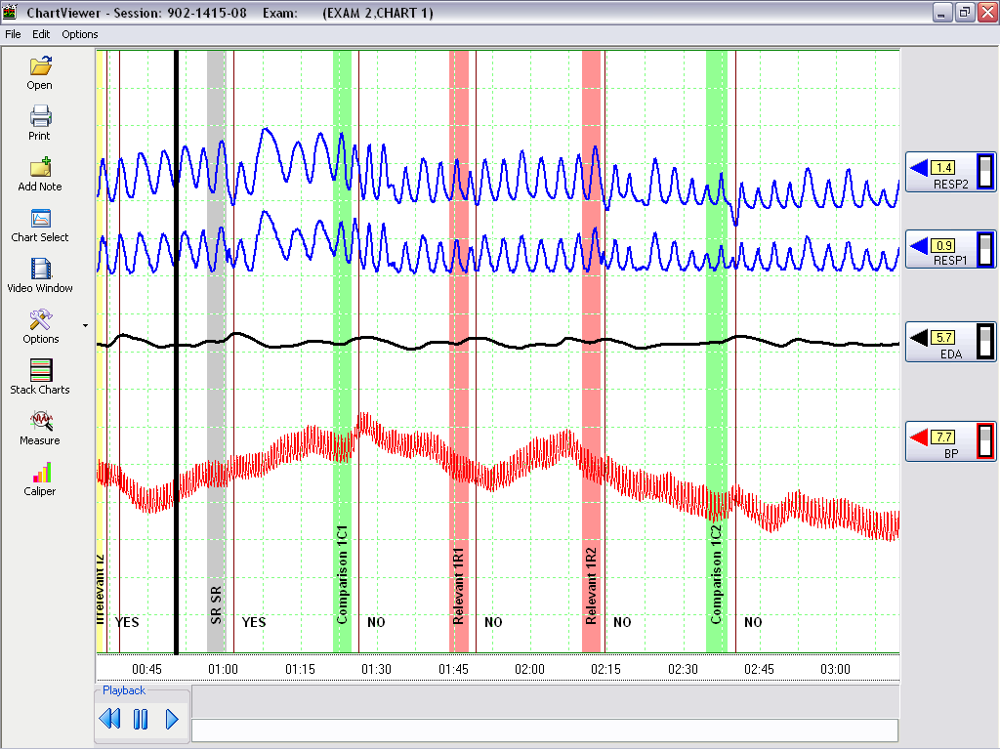 ChartViewer - Session: 902-1415-08 Exam: (EXAM 2,CHART 1)
File Edit Options
Open
Print
Add Note
Chart Select
Video Window
Options
Stack Charts
Measure
Caliper
1.4
RESP2
0.9
RESP1
5.7
EDA
7.7
BP
Irrelevant I2
SR SR
Comparison 1C1
Relevant 1R1
Relevant 1R2
Comparison 1C2
YES YES NO NO NO NO
00:45 01:00 01:15 01:30 01:45 02:00 02:15 02:30 02:45 03:00
Playback